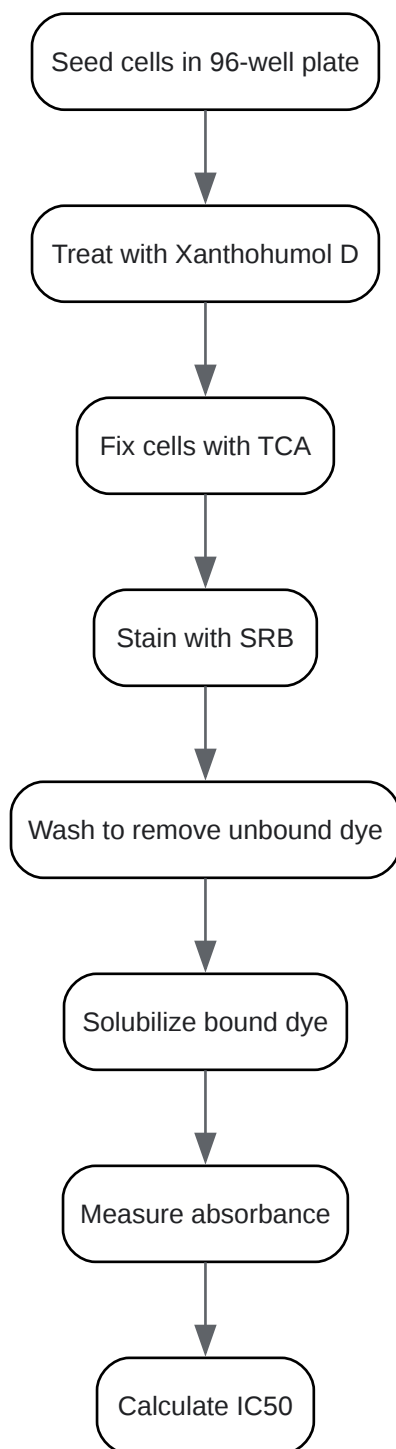 Seed cells in 96-well plate
Treat with Xanthohumol D
Fix cells with TCA
Stain with SRB
Wash to remove unbound dye
Solubilize bound dye
Measure absorbance
Calculate IC50